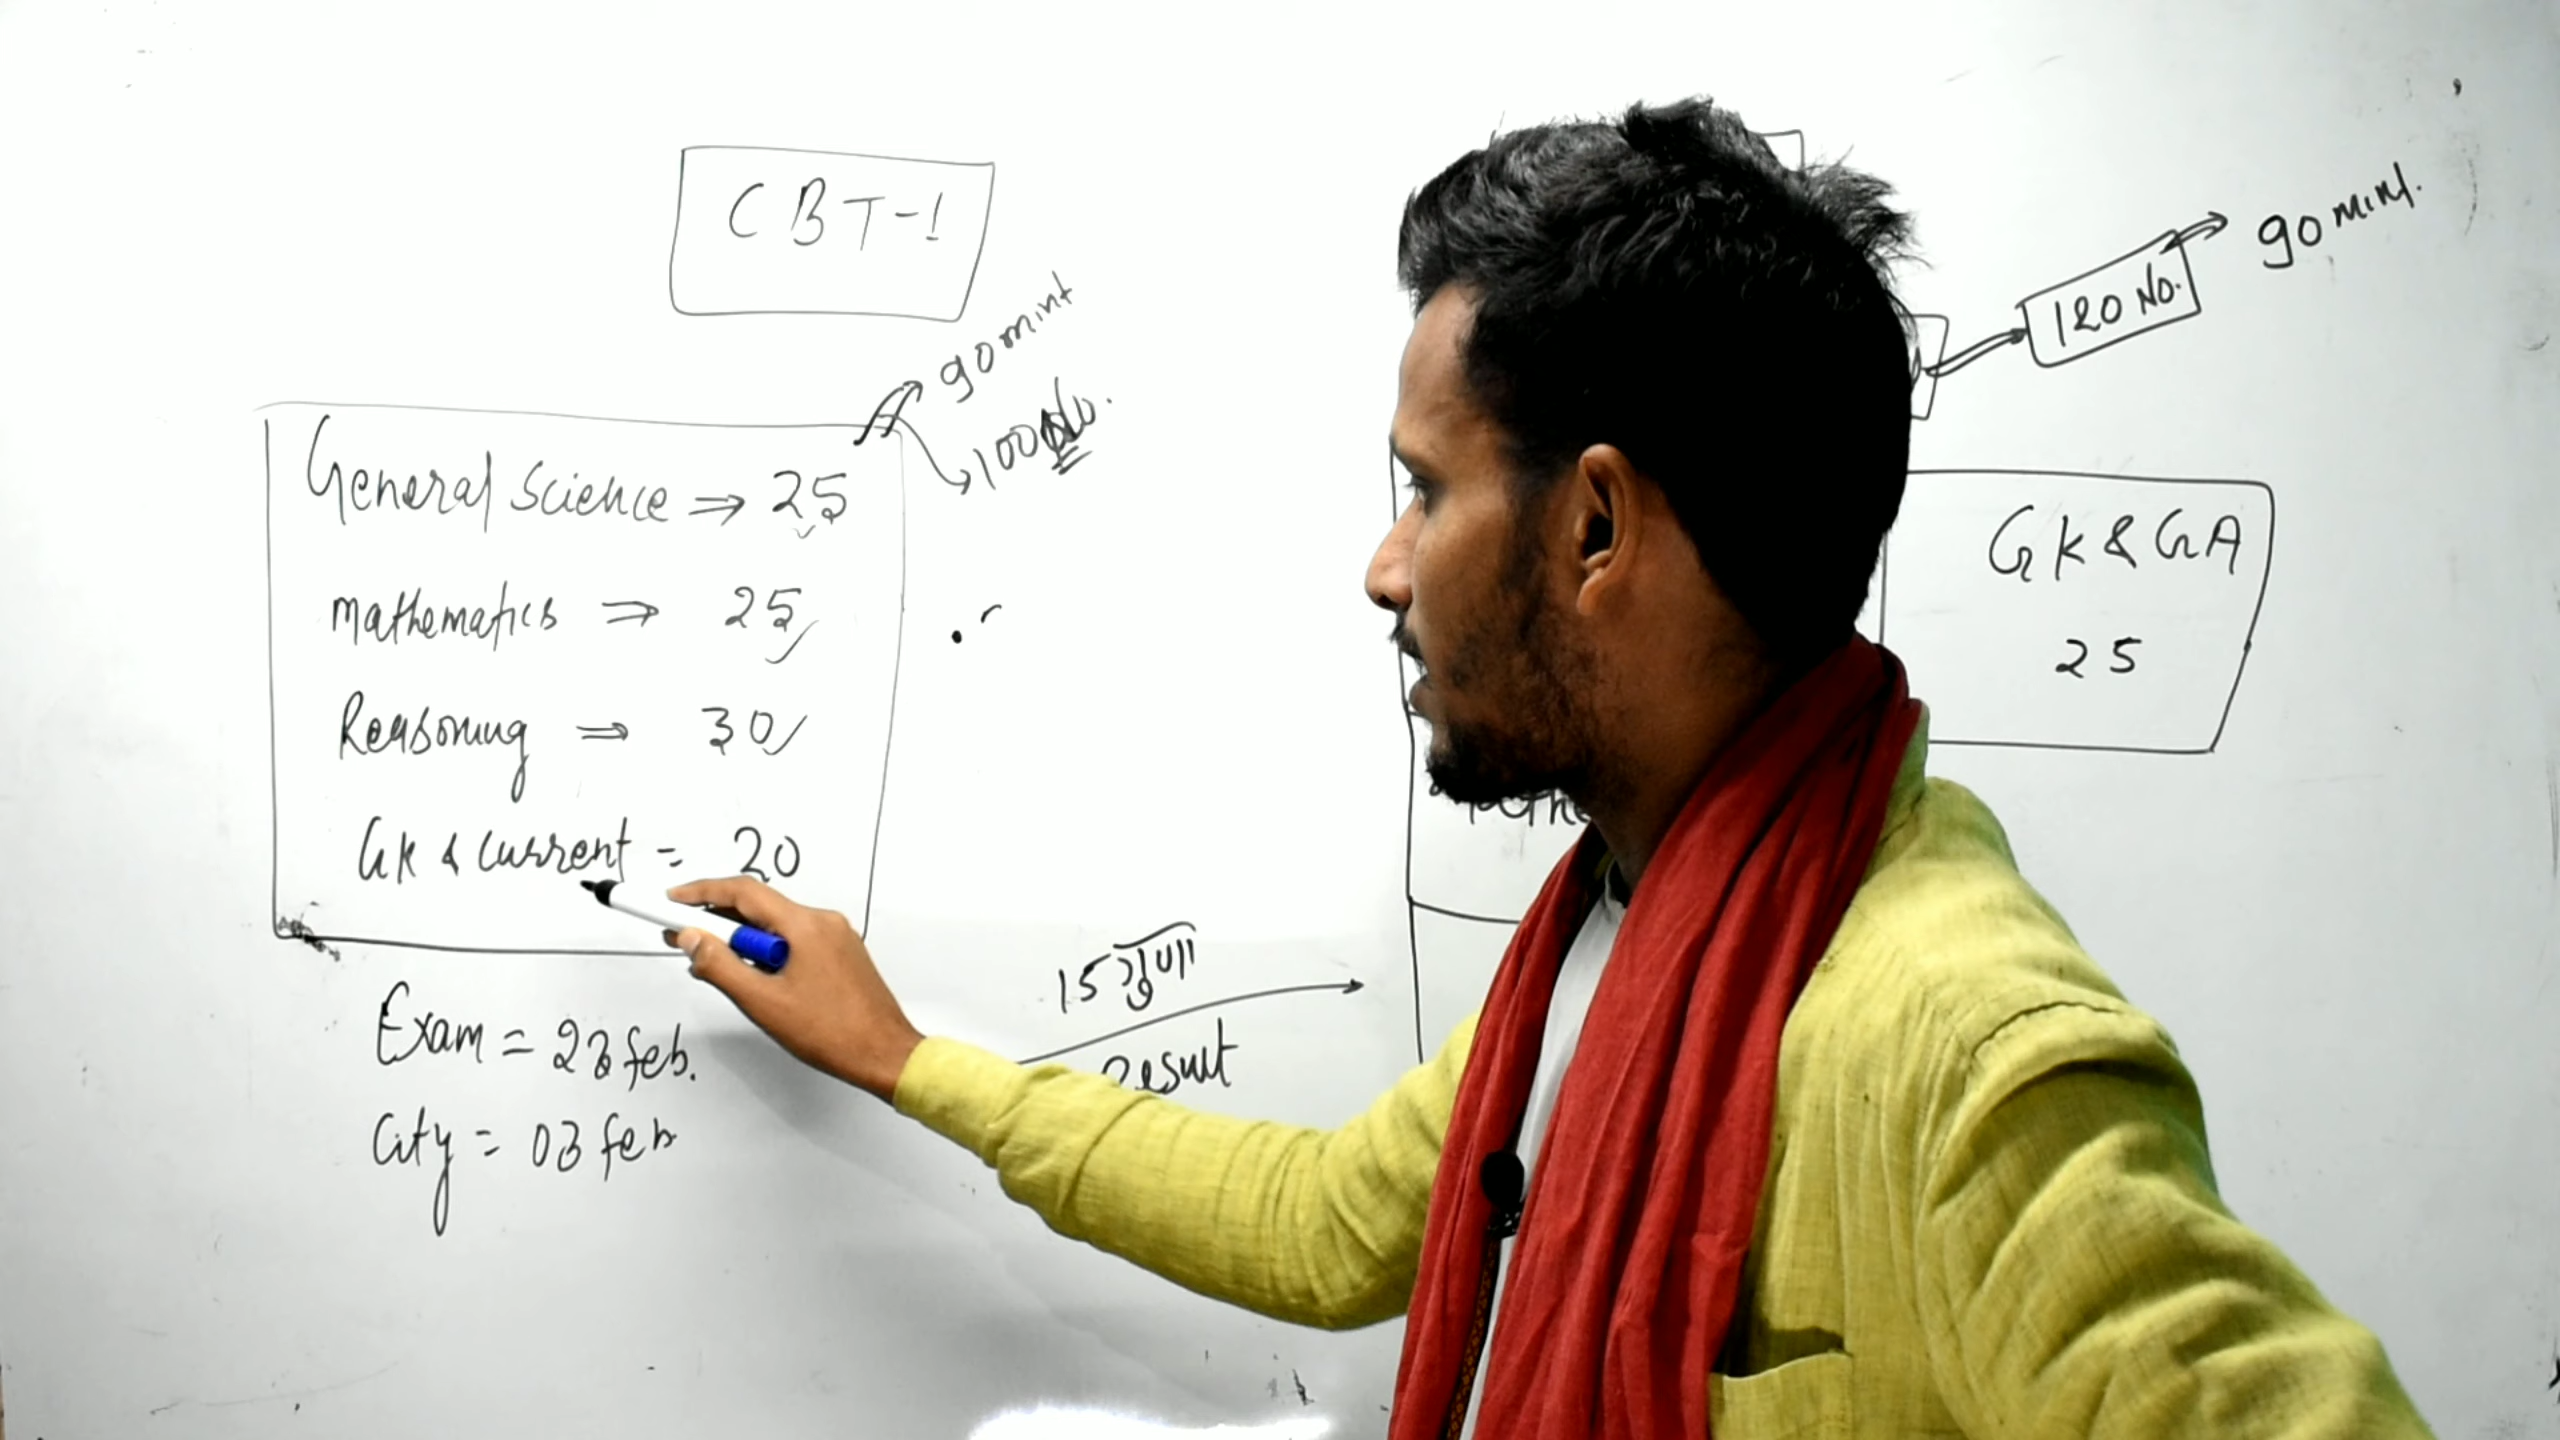 CBT-1
90 mint
100 No.
General Science ⇒ 25
Mathematics ⇒ 25
Reasoning ⇒ 30
GK & Current = 20
Exam = 28 feb.
City = 03 feb
15 गुणा
Result
120 No.
90 mint.
GK & GA
25